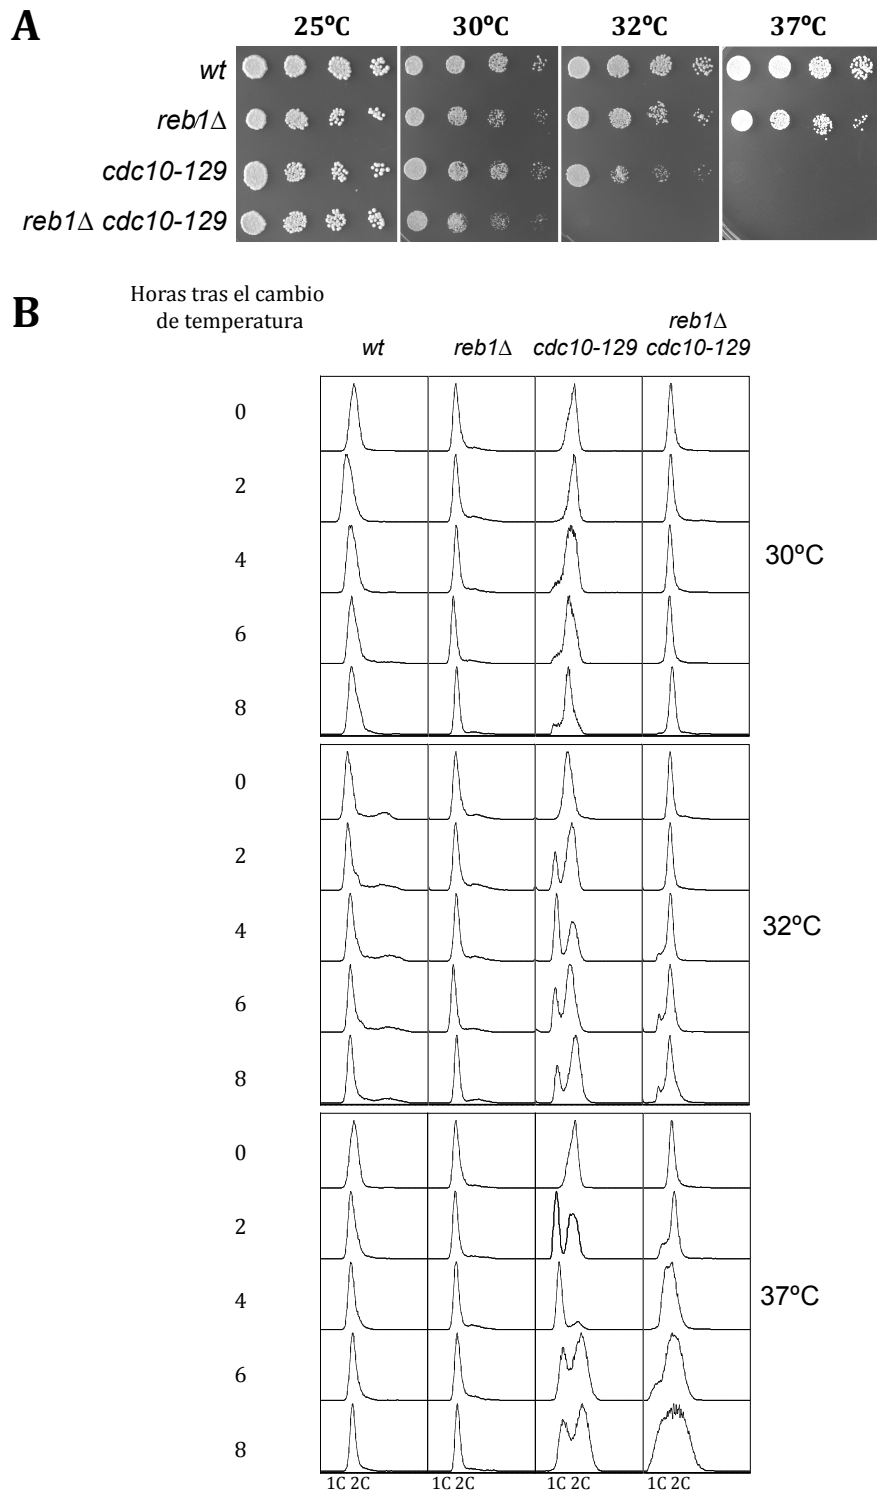 A
25ºC 30ºC 32ºC 37ºC
wt
reb1Δ
cdc10-129
reb1Δ cdc10-129
B
Horas tras el cambio
de temperatura
wt reb1Δ cdc10-129 reb1Δ
cdc10-129
0
2
4
6
8
30ºC
0
2
4
6
8
32ºC
0
2
4
6
8
37ºC
1C 2C 1C 2C 1C 2C 1C 2C